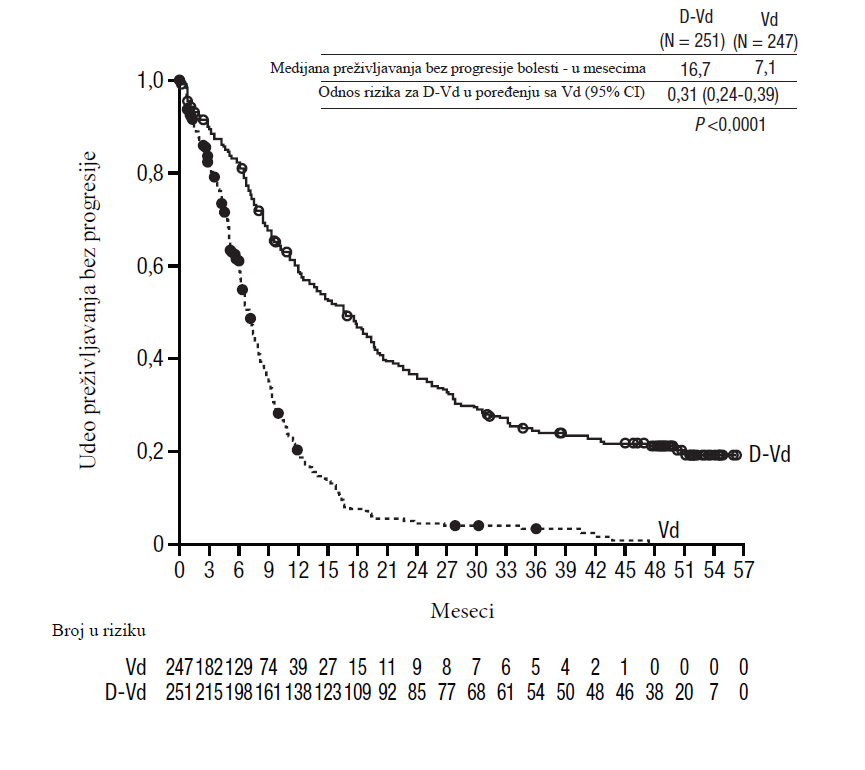 D-Vd Vd
(N = 251) (N = 247)
Medijana preživljavanja bez progresije bolesti - u mesecima 16,7 7,1
Odnos rizika za D-Vd u poređenju sa Vd (95% CI) 0,31 (0,24-0,39)
P<0,0001
Udeo preživljavanja bez progresije
1,0
0,8
0,6
0,4
0,2
0
D-Vd
Vd
0 3 6 9 12 15 18 21 24 27 30 33 36 39 42 45 48 51 54 57
Meseci
Broj u riziku
Vd 247 182 129 74 39 27 15 11 9 8 7 6 5 4 2 1 0 0 0 0
D-Vd 251 215 198 161 138 123 109 92 85 77 68 61 54 50 48 46 38 20 7 0